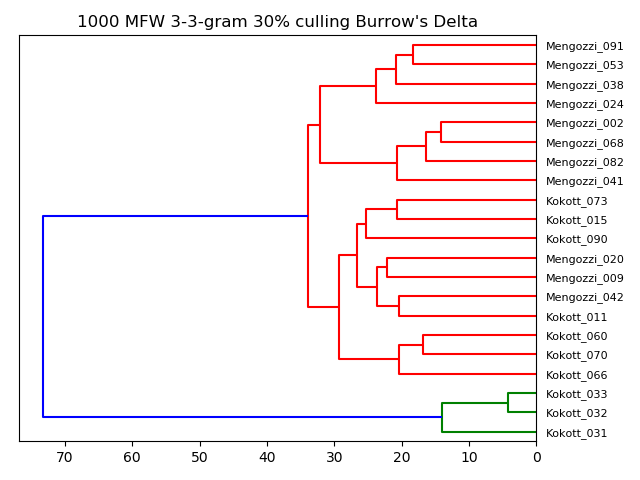 1000 MFW 3-3-gram 30% culling Burrow's Delta
Mengozzi_091
Mengozzi_053
Mengozzi_038
Mengozzi_024
Mengozzi_002
Mengozzi_068
Mengozzi_082
Mengozzi_041
Kokott_073
Kokott_015
Kokott_090
Mengozzi_020
Mengozzi_009
Mengozzi_042
Kokott_011
Kokott_060
Kokott_070
Kokott_066
Kokott_033
Kokott_032
Kokott_031
70 60 50 40 30 20 10 0